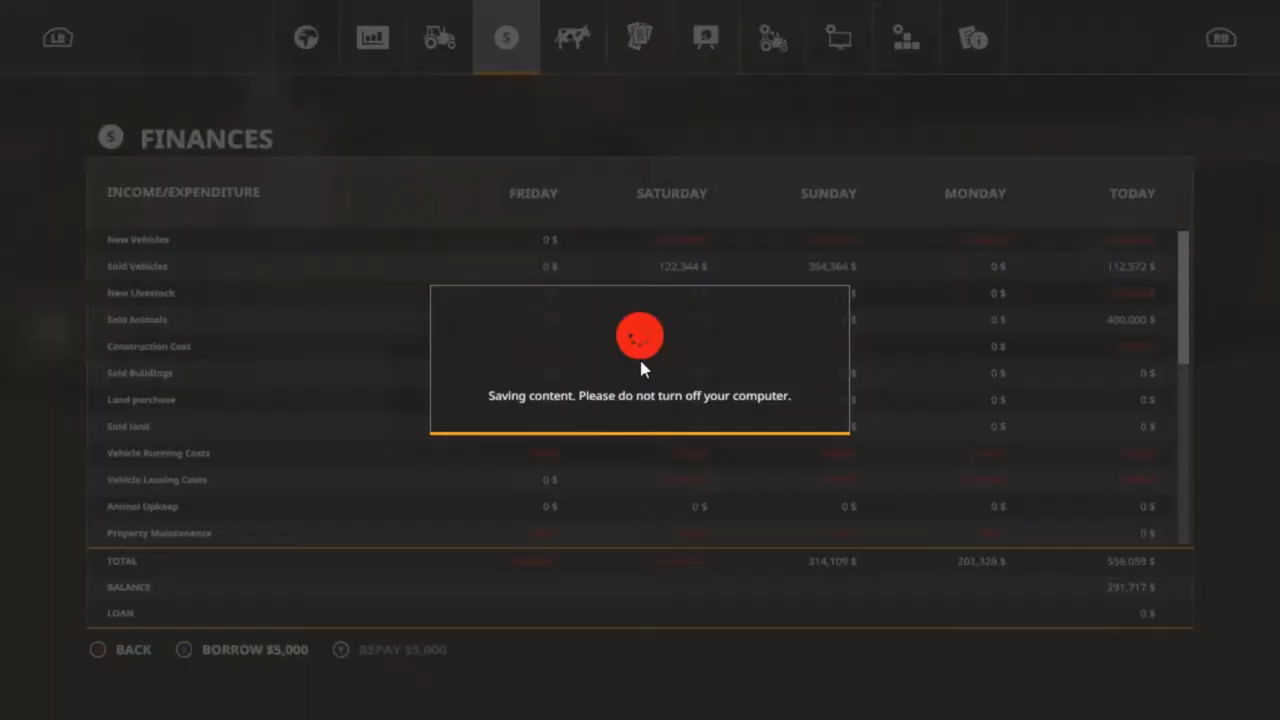 LB
RB
FINANCES
INCOME/EXPENDITURE FRIDAY SATURDAY SUNDAY MONDAY TODAY
New Vehicles 0 $
Sold Vehicles 0 $ 122,344 $ 364,364 $ 0 $ 112,572 $
New Livestock $ 0 $
Sold Animals 0 $ 400,000 $
Construction Cost 0 $
Sold Buildings 0 $ 0 $
Land purchase 0 $ 0 $
Sold land $ 0 $ 0 $
Vehicle Running Costs
Vehicle Leasing Costs 0 $
Animal Upkeep 0 $ 0 $ 0 $ 0 $ 0 $
Property Maintenance 0 $
TOTAL 314,109 $ 201,328 $ 556,059 $
BALANCE 291,717 $
LOAN 0 $
Saving content. Please do not turn off your computer.
BACK BORROW $5,000 REPAY $5,000